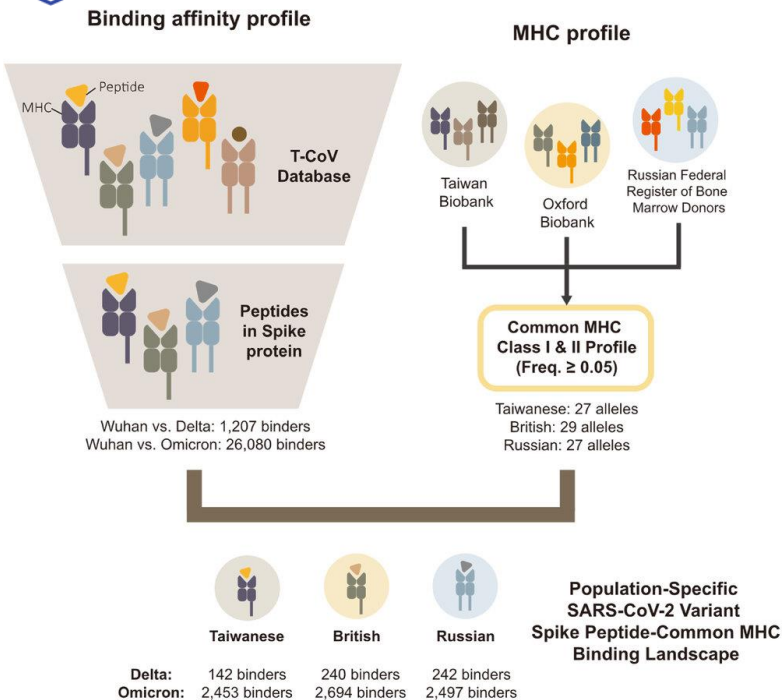 Binding affinity profile
Peptide
MHC
T-CoV
Database
Peptides
in Spike
protein
Wuhan vs. Delta: 1,207 binders
Wuhan vs. Omicron: 26,080 binders
MHC profile
Taiwan
Biobank
Oxford
Biobank
Russian Federal
Register of Bone
Marrow Donors
Common MHC
Class I & II Profile
(Freq. ≥ 0.05)
Taiwanese: 27 alleles
British: 29 alleles
Russian: 27 alleles
Taiwanese British Russian
Delta: 142 binders 240 binders 242 binders
Omicron: 2,453 binders 2,694 binders 2,497 binders
Population-Specific
SARS-CoV-2 Variant
Spike Peptide-Common MHC
Binding Landscape